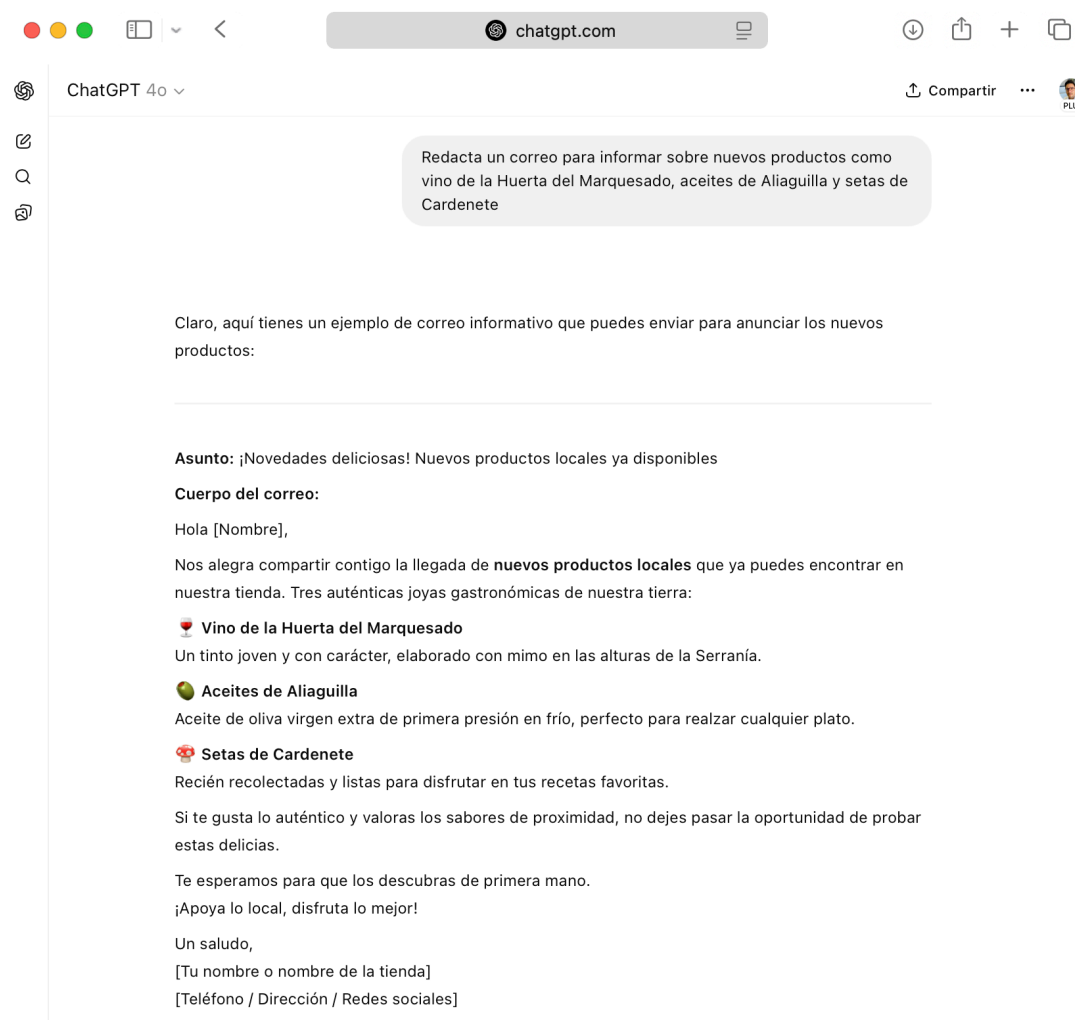 chatgpt.com
ChatGPT 4o
Compartir
Redacta un correo para informar sobre nuevos productos como
vino de la Huerta del Marquesado, aceites de Aliaguilla y setas de
Cardenete
Claro, aquí tienes un ejemplo de correo informativo que puedes enviar para anunciar los nuevos
productos:
Asunto: ¡Novedades deliciosas! Nuevos productos locales ya disponibles
Cuerpo del correo:
Hola [Nombre],
Nos alegra compartir contigo la llegada de nuevos productos locales que ya puedes encontrar en
nuestra tienda. Tres auténticas joyas gastronómicas de nuestra tierra:
🍷 Vino de la Huerta del Marquesado
Un tinto joven y con carácter, elaborado con mimo en las alturas de la Serranía.
🫒 Aceites de Aliaguilla
Aceite de oliva virgen extra de primera presión en frío, perfecto para realzar cualquier plato.
🍄 Setas de Cardenete
Recién recolectadas y listas para disfrutar en tus recetas favoritas.
Si te gusta lo auténtico y valoras los sabores de proximidad, no dejes pasar la oportunidad de probar
estas delicias.
Te esperamos para que los descubras de primera mano.
¡Apoya lo local, disfruta lo mejor!
Un saludo,
[Tu nombre o nombre de la tienda]
[Teléfono / Dirección / Redes sociales]